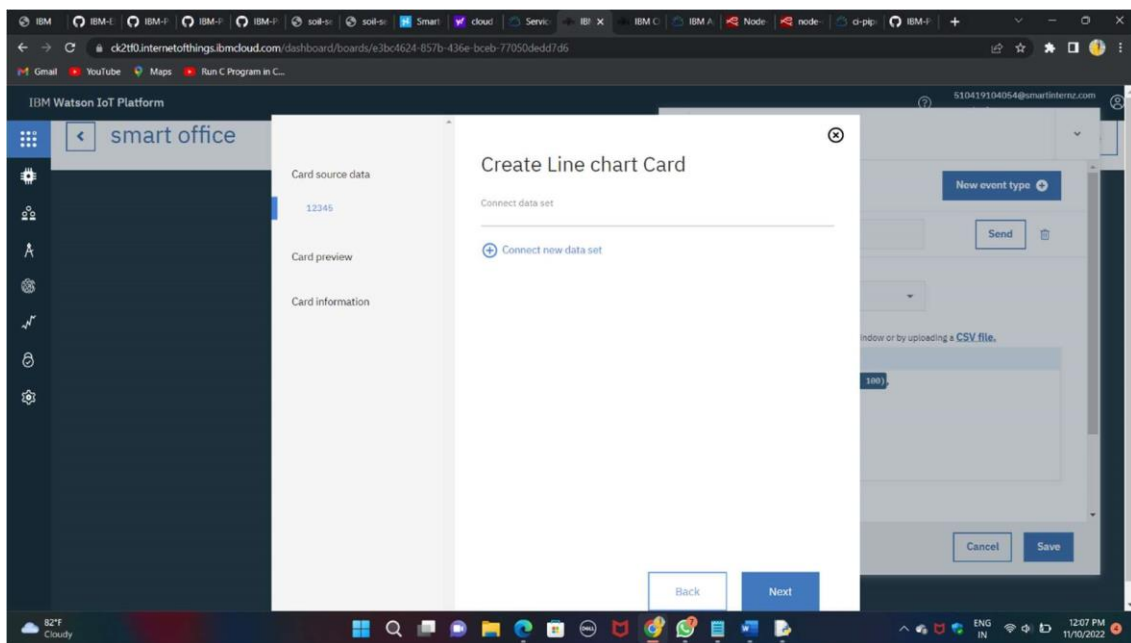 IBM
IBM-E
IBM-P
IBM-P
IBM-P
soil-se
soil-se
Smart
cloud
Servic
IBM
IBM C
IBM A
Node-
node-
ci-pip
IBM-P
ck2tf0.internetofthings.ibmcloud.com/dashboard/boards/e3bc4624-857b-436e-bceb-77050dedd7d6
Gmail
YouTube
Maps
Run C Program in C...
IBM Watson IoT Platform
510419104054@smartinternz.com
smart office
Create Line chart Card
Card source data
12345
Connect data set
New event type
Connect new data set
Send
Card preview
Card information
indow or by uploading a CSV file.
100),
Cancel
Save
Back
Next
82°F
Cloudy
DELL
ENG
IN
12:07 PM
11/10/2022